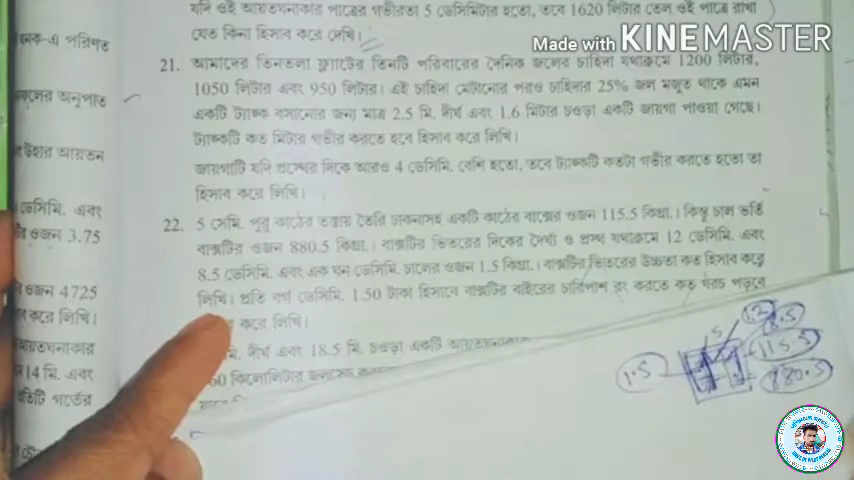 যদি ওই আয়তঘনাকার পাত্রের গভীরতা 5 ডেসিমিটার হতো, তবে 1620 লিটার তেল ওই পাত্রে রাখা
যেত কিনা হিসাব করে দেখি।
Made with KINEMASTER
21. আমাদের তিনতলা ফ্ল্যাটের তিনটি পরিবারের দৈনিক জলের চাহিদা যথাক্রমে 1200 লিটার,
1050 লিটার এবং 950 লিটার। এই চাহিদা মেটানোর পরও চাহিদার 25% জল মজুত থাকে এমন
একটি ট্যাঙ্ক বসানোর জন্য মাত্র 2.5 মি. দীর্ঘ এবং 1.6 মিটার চওড়া একটি জায়গা পাওয়া গেছে।
ট্যাঙ্কটি কত মিটার গভীর করতে হবে হিসাব করে লিখি।
জায়গাটি যদি প্রস্থের দিকে আরও 4 ডেসিমি. বেশি হতো, তবে ট্যাঙ্কটি কতটা গভীর করতে হতো তা
হিসাব করে লিখি।
22. 5 সেমি. পুরু কাঠের তক্তায় তৈরি ঢাকনাসহ একটি কাঠের বাক্সের ওজন 115.5 কিগ্রা.। কিন্তু চাল ভর্তি
বাক্সটির ওজন 880.5 কিগ্রা.। বাক্সটির ভিতরের দিকের দৈর্ঘ্য ও প্রস্থ যথাক্রমে 12 ডেসিমি. এবং
8.5 ডেসিমি. এবং এক ঘন ডেসিমি. চালের ওজন 1.5 কিগ্রা.। বাক্সটির ভিতরের উচ্চতা কত হিসাব করে
লিখি। প্রতি বর্গ ডেসিমি. 1.50 টাকা হিসাবে বাক্সটির বাইরের চারিপাশ রং করতে কত খরচ পড়বে
করে লিখি।
মি. দীর্ঘ এবং 18.5 মি. চওড়া একটি
60 কিলোলিটার
-এ পরিণত
ফলের অনুপাত
উহার আয়তন
ডেসিমি. এবং
ওজন 3.75
ওজন 4725
করে লিখি।
আয়তঘনাকার
14 মি. এবং
প্রতিটি গর্তের
5
12
8.5
115.5
880.5
1.5